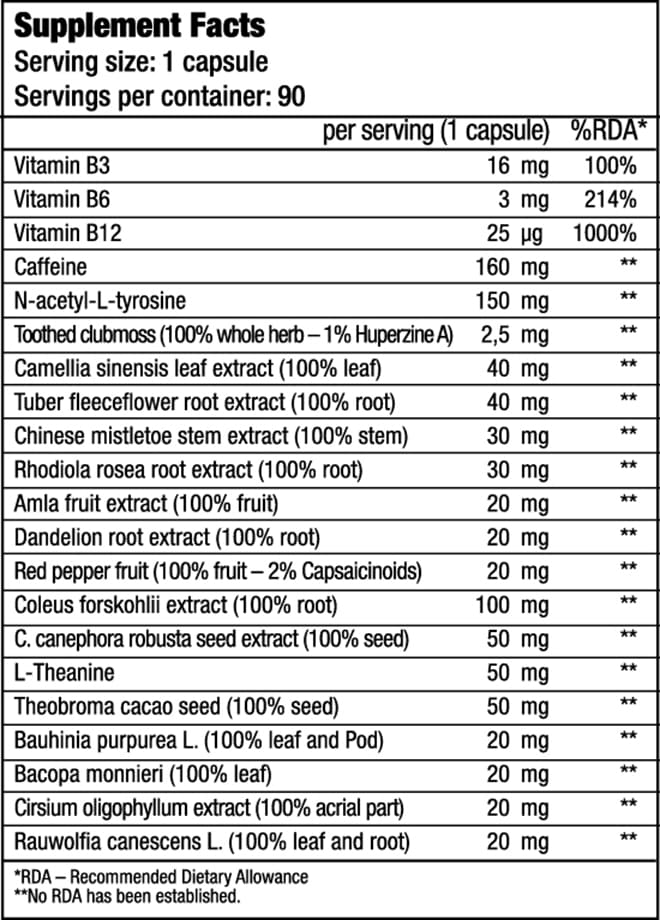 Supplement Facts
Serving size: 1 capsule
Servings per container: 90
per serving (1 capsule) %RDA*
Vitamin B3 16 mg 100%
Vitamin B6 3 mg 214%
Vitamin B12 25 µg 1000%
Caffeine 160 mg **
N-acetyl-L-tyrosine 150 mg **
Toothed clubmoss (100% whole herb – 1% Huperzine A) 2,5 mg **
Camellia sinensis leaf extract (100% leaf) 40 mg **
Tuber fleeceflower root extract (100% root) 40 mg **
Chinese mistletoe stem extract (100% stem) 30 mg **
Rhodiola rosea root extract (100% root) 30 mg **
Amla fruit extract (100% fruit) 20 mg **
Dandelion root extract (100% root) 20 mg **
Red pepper fruit (100% fruit – 2% Capsaicinoids) 20 mg **
Coleus forskohlii extract (100% root) 100 mg **
C. canephora robusta seed extract (100% seed) 50 mg **
L-Theanine 50 mg **
Theobroma cacao seed (100% seed) 50 mg **
Bauhinia purpurea L. (100% leaf and Pod) 20 mg **
Bacopa monnieri (100% leaf) 20 mg **
Cirsium oligophyllum extract (100% acrial part) 20 mg **
Rauwolfia canescens L. (100% leaf and root) 20 mg **
*RDA – Recommended Dietary Allowance
**No RDA has been established.